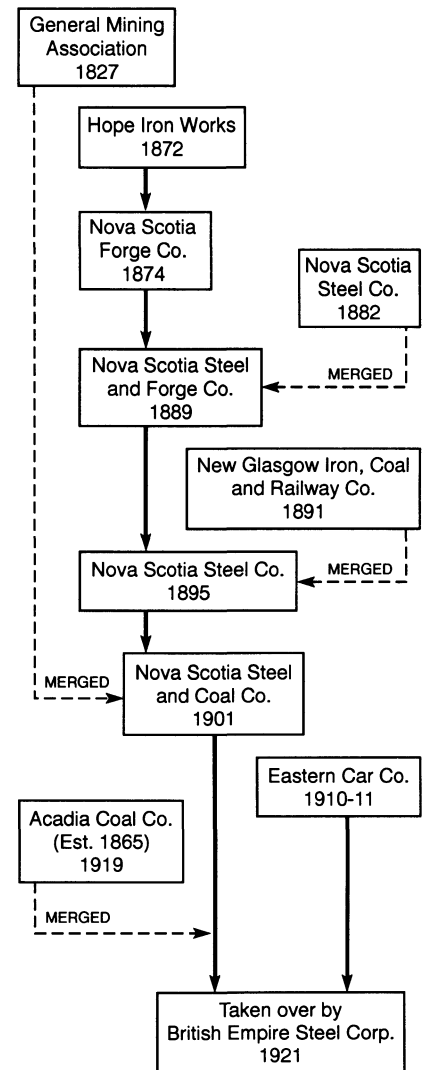 General Mining
Association
1827
Hope Iron Works
1872
Nova Scotia
Forge Co.
1874
Nova Scotia
Steel Co.
1882
MERGED
Nova Scotia Steel
and Forge Co.
1889
New Glasgow Iron, Coal
and Railway Co.
1891
MERGED
Nova Scotia Steel Co.
1895
MERGED
Nova Scotia Steel
and Coal Co.
1901
Eastern Car Co.
1910-11
Acadia Coal Co.
(Est. 1865)
1919
MERGED
Taken over by
British Empire Steel Corp.
1921